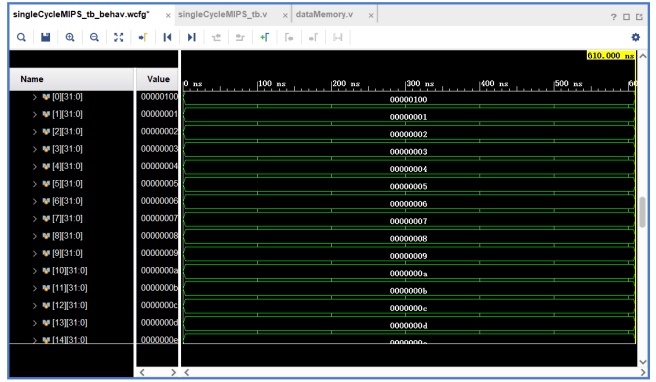 singleCycleMIPS_tb_behav.wcfg* × singleCycleMIPS_tb.v × dataMemory.v × ? 
610.000 ns
Name Value 0 ns 100 ns 200 ns 300 ns 400 ns 500 ns
[0][31:0] 00000100 00000100
[1][31:0] 00000001 00000001
[2][31:0] 00000002 00000002
[3][31:0] 00000003 00000003
[4][31:0] 00000004 00000004
[5][31:0] 00000005 00000005
[6][31:0] 00000006 00000006
[7][31:0] 00000007 00000007
[8][31:0] 00000008 00000008
[9][31:0] 00000009 00000009
[10][31:0] 0000000a 0000000a
[11][31:0] 0000000b 0000000b
[12][31:0] 0000000c 0000000c
[13][31:0] 0000000d 0000000d
[14][31:0] 0000000e